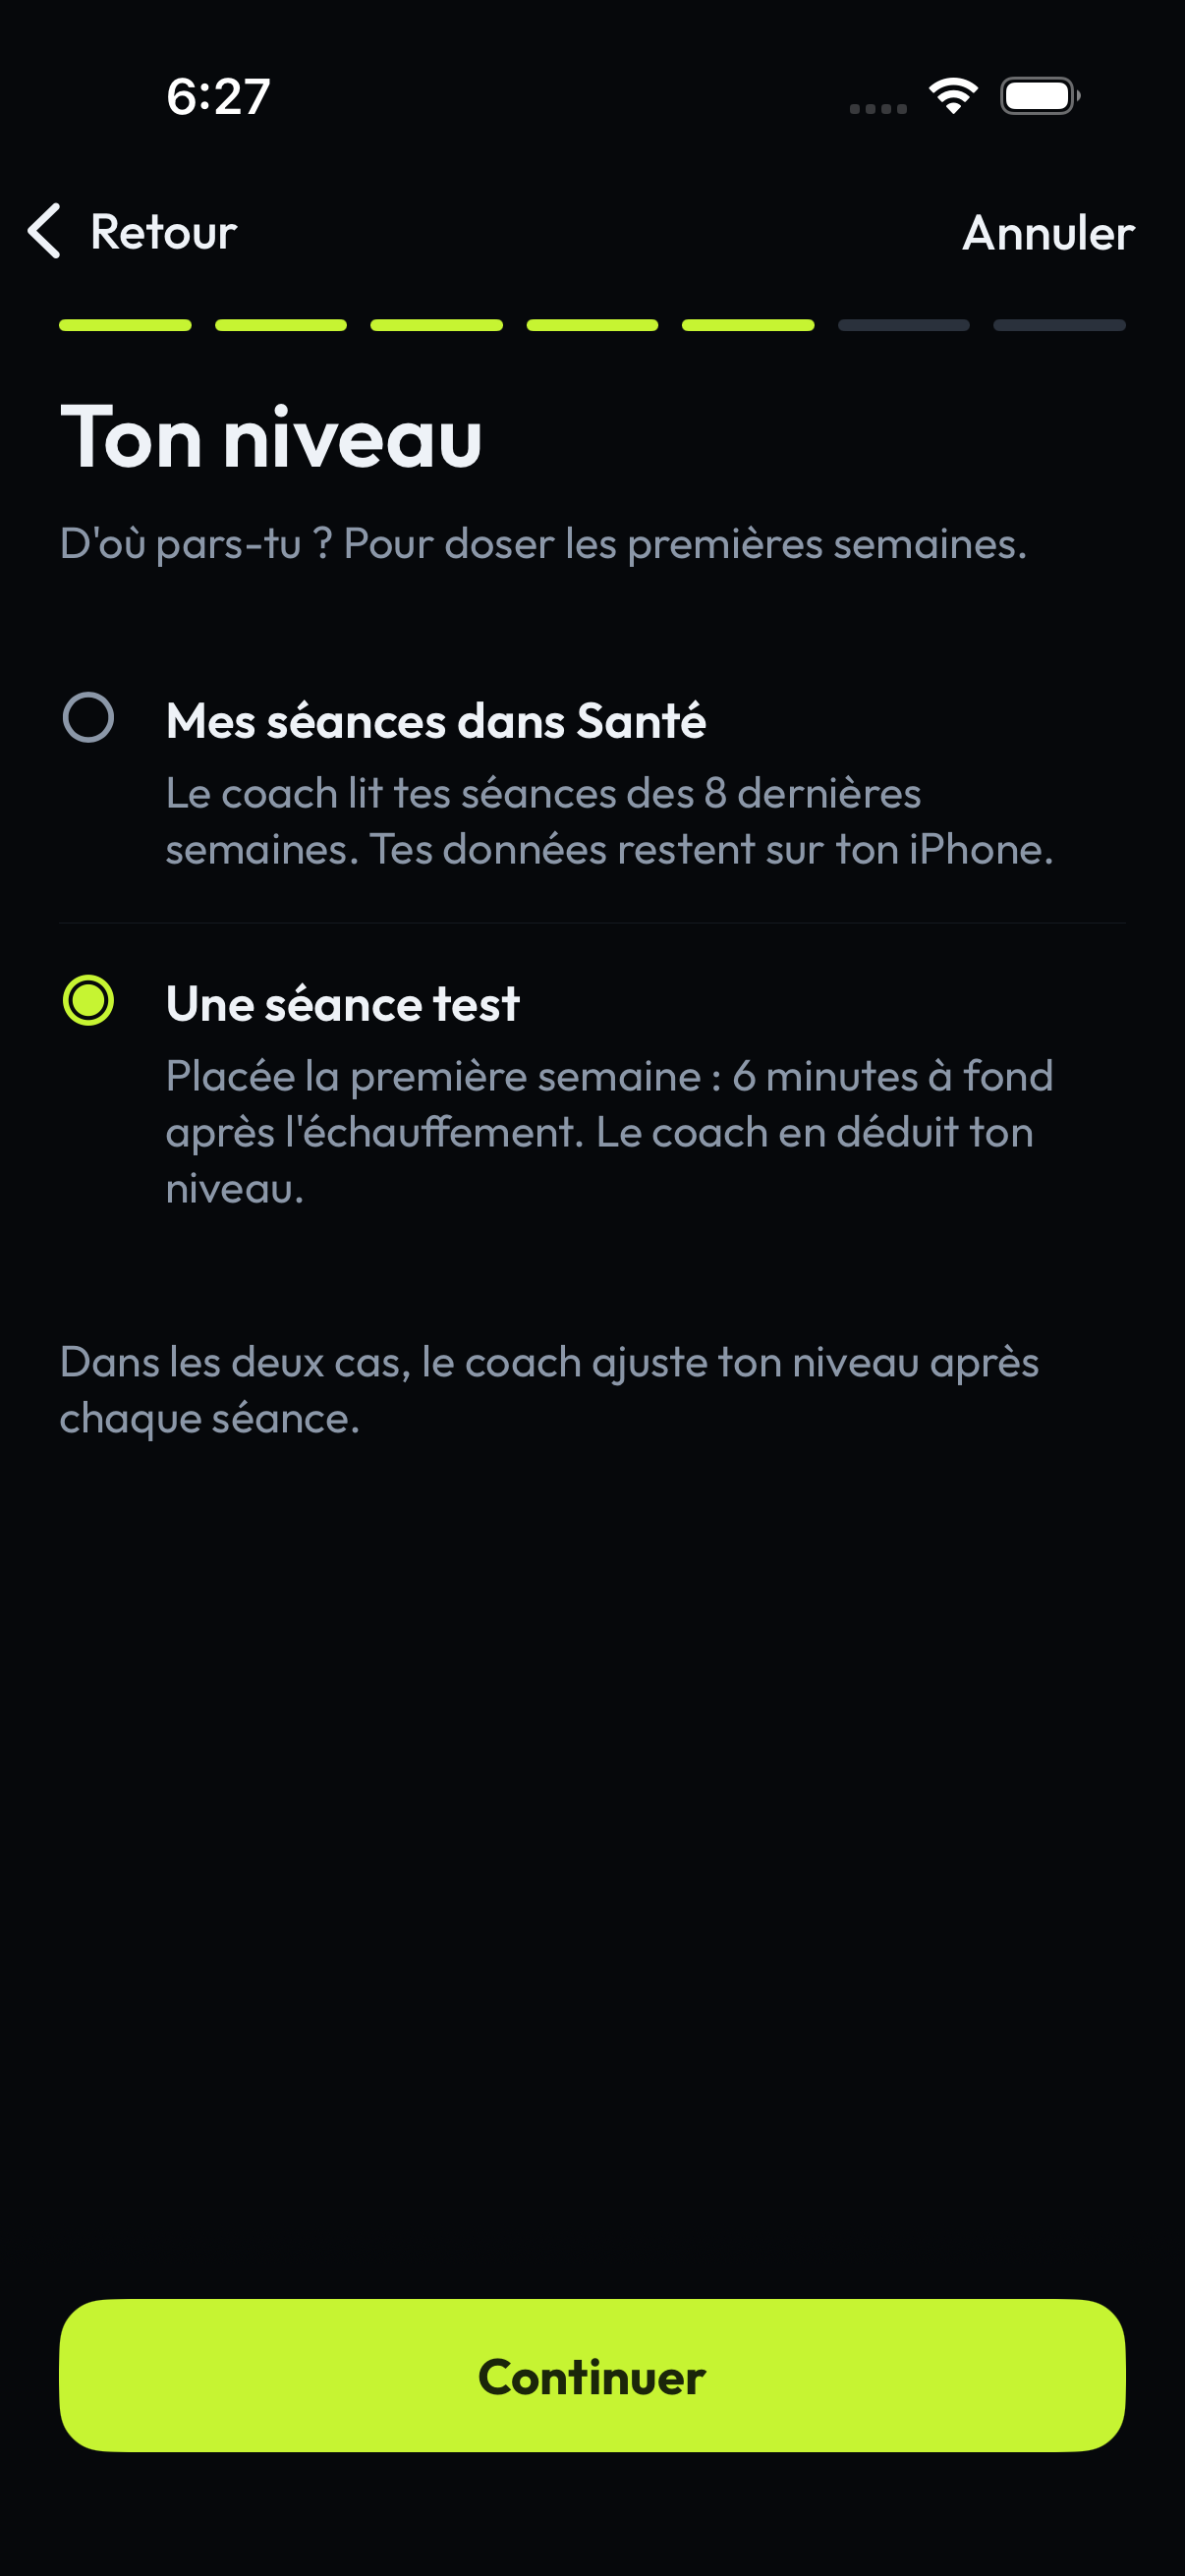 6:27
Retour
Annuler
Ton niveau
D'où pars-tu ? Pour doser les premières semaines.
Mes séances dans Santé
Le coach lit tes séances des 8 dernières
semaines. Tes données restent sur ton iPhone.
Une séance test
Placée la première semaine : 6 minutes à fond
après l'échauffement. Le coach en déduit ton
niveau.
Dans les deux cas, le coach ajuste ton niveau après
chaque séance.
Continuer